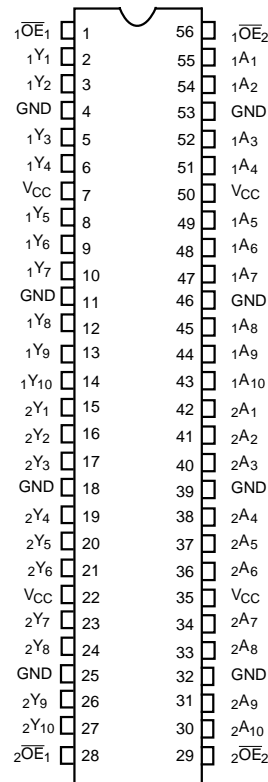 1OE1 1 56 1OE2
1Y1 2 55 1A1
1Y2 3 54 1A2
GND 4 53 GND
1Y3 5 52 1A3
1Y4 6 51 1A4
VCC 7 50 VCC
1Y5 8 49 1A5
1Y6 9 48 1A6
1Y7 10 47 1A7
GND 11 46 GND
1Y8 12 45 1A8
1Y9 13 44 1A9
1Y10 14 43 1A10
2Y1 15 42 2A1
2Y2 16 41 2A2
2Y3 17 40 2A3
GND 18 39 GND
2Y4 19 38 2A4
2Y5 20 37 2A5
2Y6 21 36 2A6
VCC 22 35 VCC
2Y7 23 34 2A7
2Y8 24 33 2A8
GND 25 32 GND
2Y9 26 31 2A9
2Y10 27 30 2A10
2OE1 28 29 2OE2